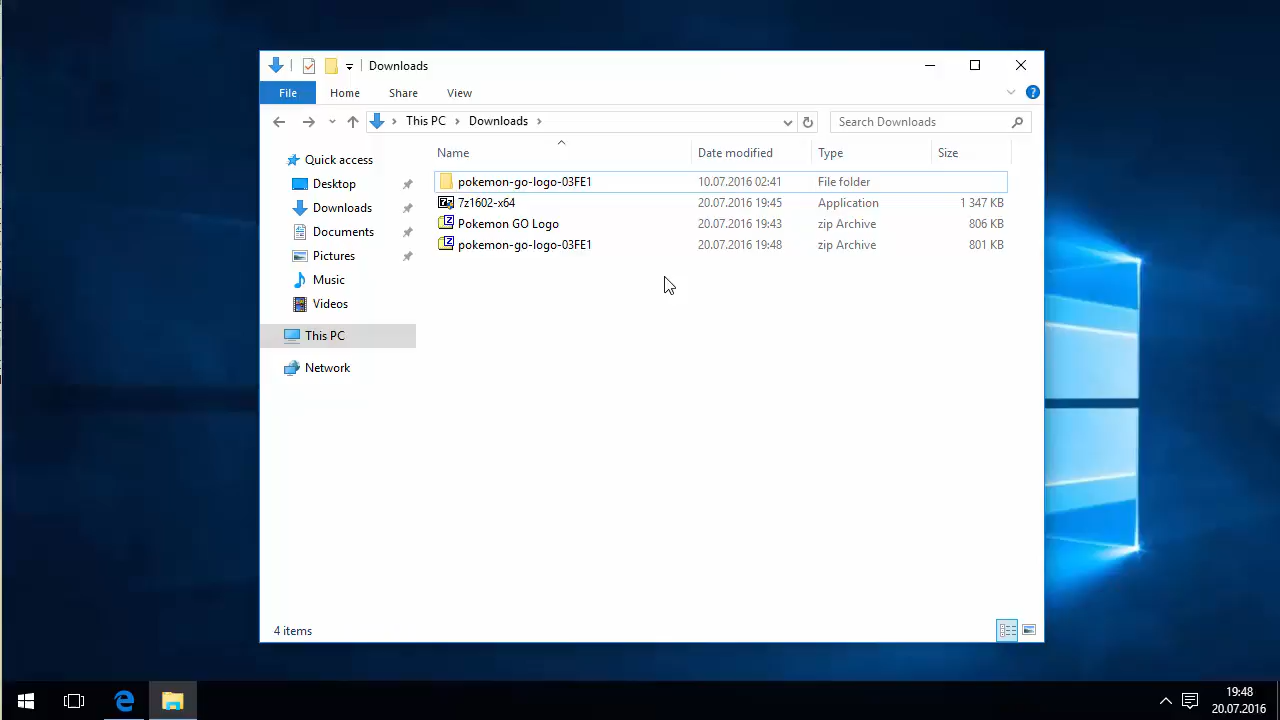 Downloads
File Home Share View
This PC Downloads
Search Downloads
Name Date modified Type Size
Quick access
Desktop
Downloads
Documents
Pictures
Music
Videos
This PC
Network
pokemon-go-logo-03FE1 10.07.2016 02:41 File folder
7z1602-x64 20.07.2016 19:45 Application 1 347 KB
Pokemon GO Logo 20.07.2016 19:43 zip Archive 806 KB
pokemon-go-logo-03FE1 20.07.2016 19:48 zip Archive 801 KB
4 items
19:48
20.07.2016